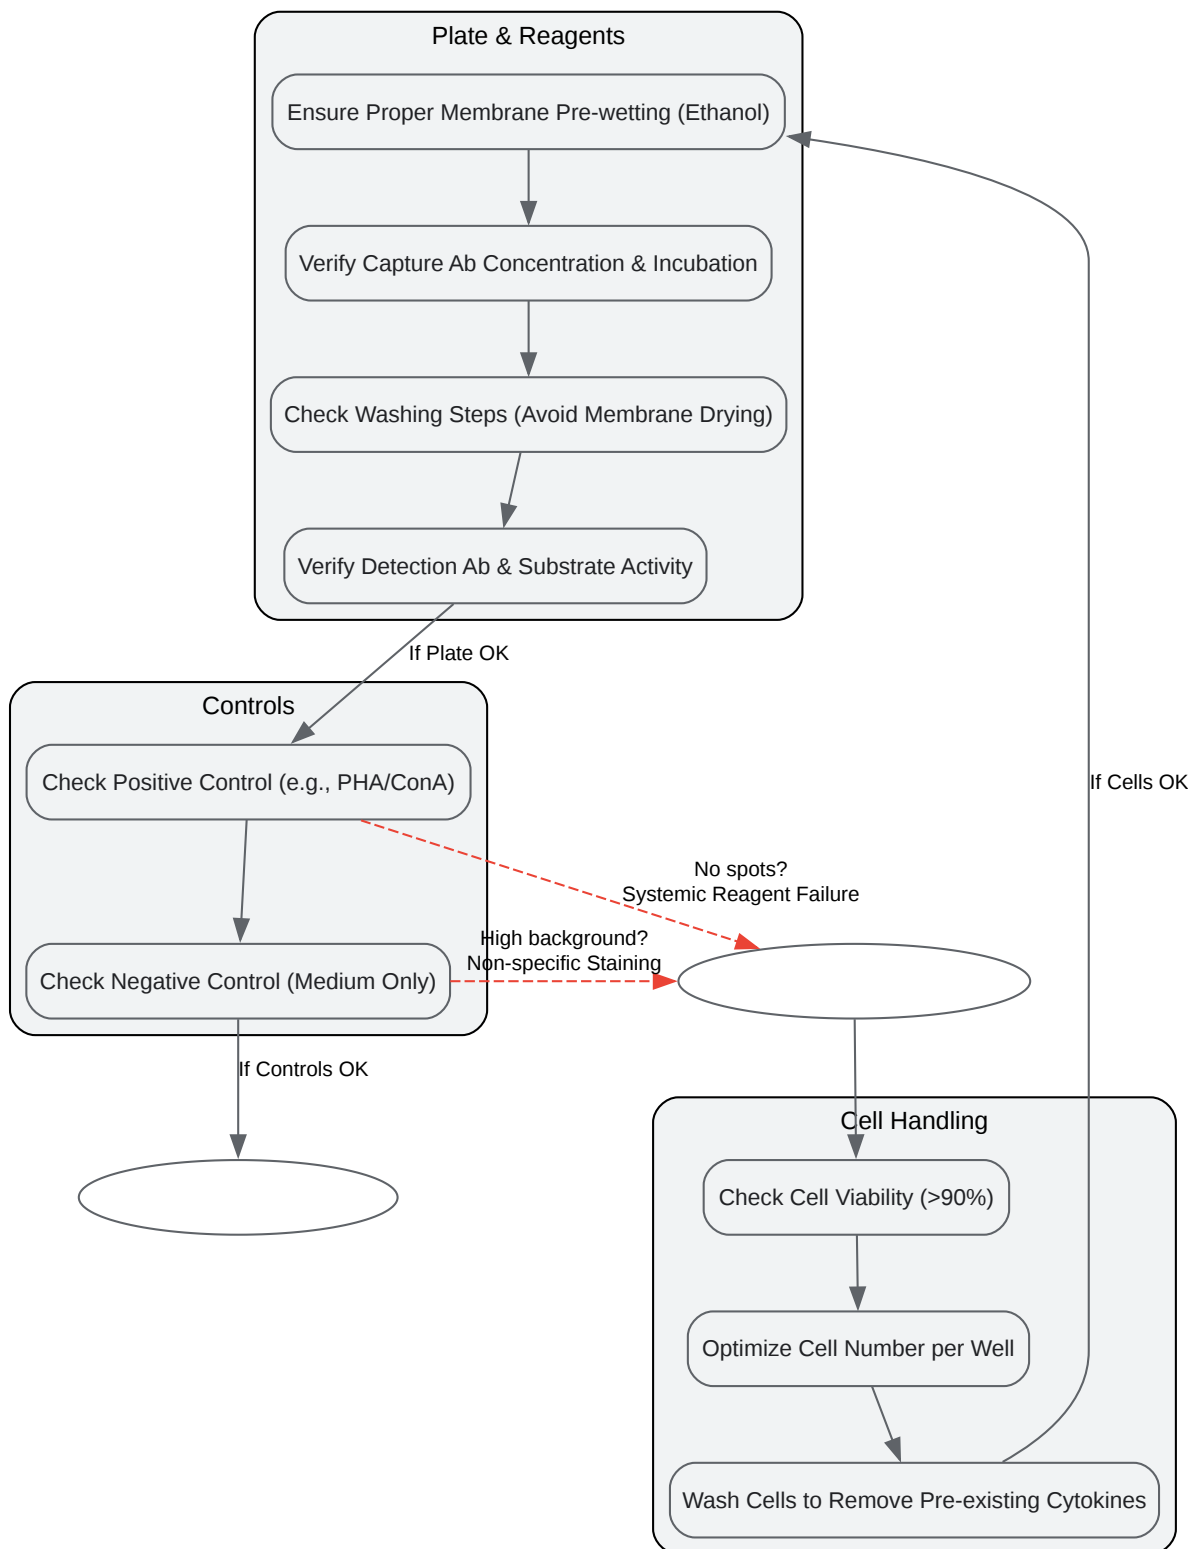 Plate & Reagents
Ensure Proper Membrane Pre-wetting (Ethanol)
Verify Capture Ab Concentration & Incubation
Check Washing Steps (Avoid Membrane Drying)
Verify Detection Ab & Substrate Activity
If Plate OK
Controls
Check Positive Control (e.g., PHA/ConA)
If Cells OK
No spots?
Systemic Reagent Failure
High background?
Non-specific Staining
Check Negative Control (Medium Only)
If Controls OK
Cell Handling
Check Cell Viability (>90%)
Optimize Cell Number per Well
Wash Cells to Remove Pre-existing Cytokines